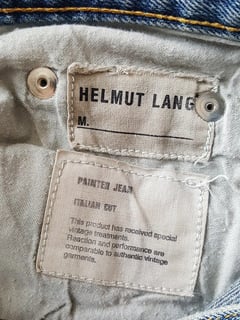 HELMUT LANG
M.
PAINTER JEAN
ITALIAN CUT
This product has received special
vintage treatments.
Reaction and performance are
comparable to authentic vintage
garments.